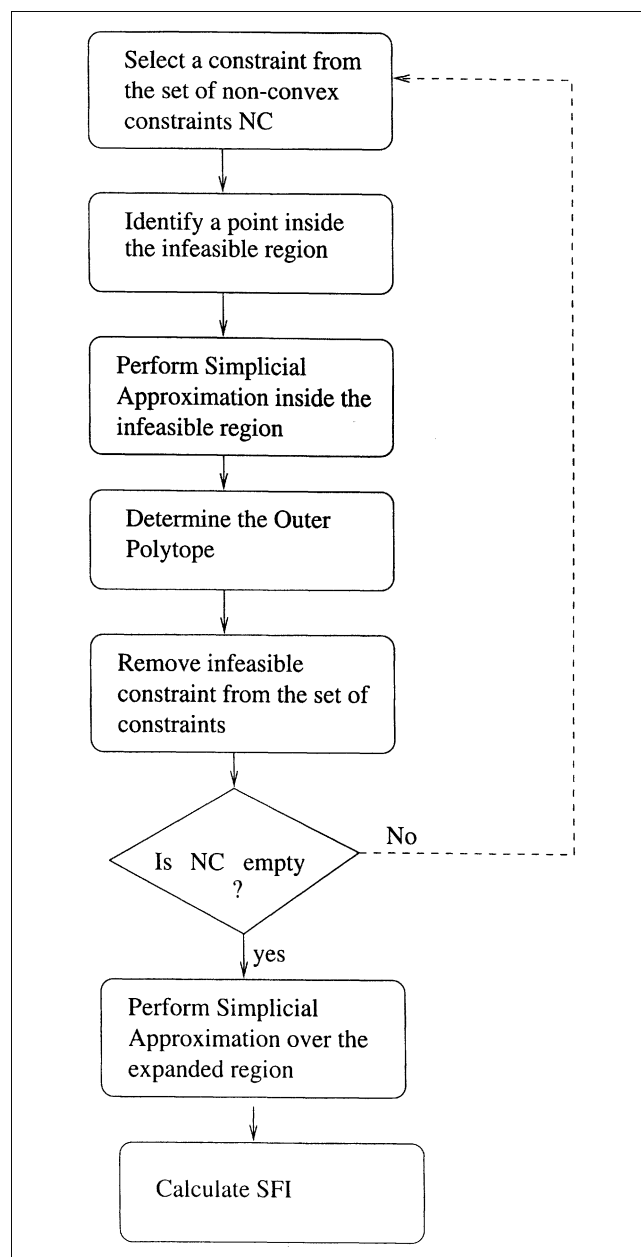 Select a constraint from
the set of non-convex
constraints NC
Identify a point inside
the infeasible region
Perform Simplicial
Approximation inside the
infeasible region
Determine the Outer
Polytope
Remove infeasible
constraint from the set of
constraints
Is NC empty
?
No
yes
Perform Simplicial
Approximation over the
expanded region
Calculate SFI